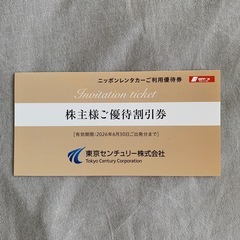 ニッポンレンタカーご利用優待券
Invitation ticket
株主様ご優待割引券
[有効期限:2026年6月30日ご出発分まで]
東京センチュリー株式会社
Tokyo Century Corporation